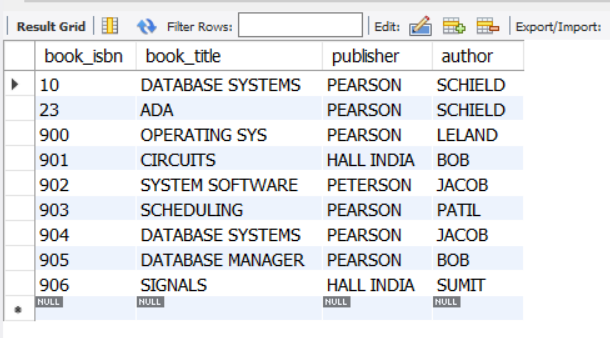 Result Grid Filter Rows: Edit: Export/Import:
book_isbn book_title publisher author
10 DATABASE SYSTEMS PEARSON SCHIELD
23 ADA PEARSON SCHIELD
900 OPERATING SYS PEARSON LELAND
901 CIRCUITS HALL INDIA BOB
902 SYSTEM SOFTWARE PETERSON JACOB
903 SCHEDULING PEARSON PATIL
904 DATABASE SYSTEMS PEARSON JACOB
905 DATABASE MANAGER PEARSON BOB
906 SIGNALS HALL INDIA SUMIT
NULL NULL NULL NULL